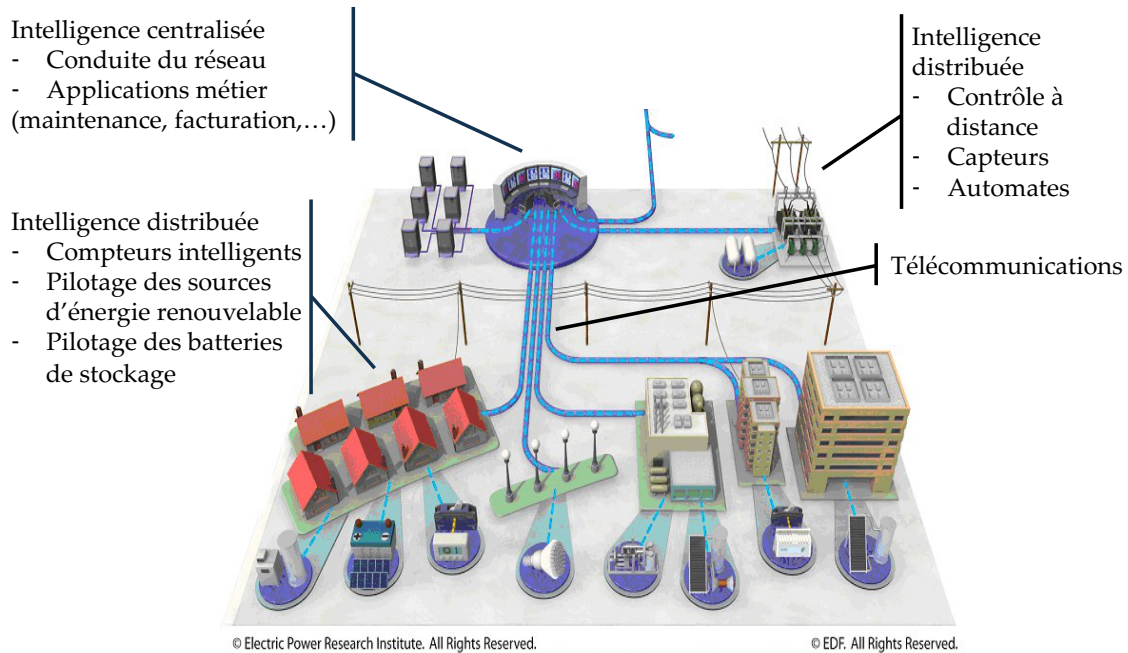 Intelligence centralisée
- Conduite du réseau
- Applications métier
(maintenance, facturation,…)
Intelligence
distribuée
- Contrôle à
distance
- Capteurs
- Automates
Intelligence distribuée
- Compteurs intelligents
- Pilotage des sources
d’énergie renouvelable
- Pilotage des batteries
de stockage
Télécommunications
© Electric Power Research Institute. All Rights Reserved.
© EDF. All Rights Reserved.